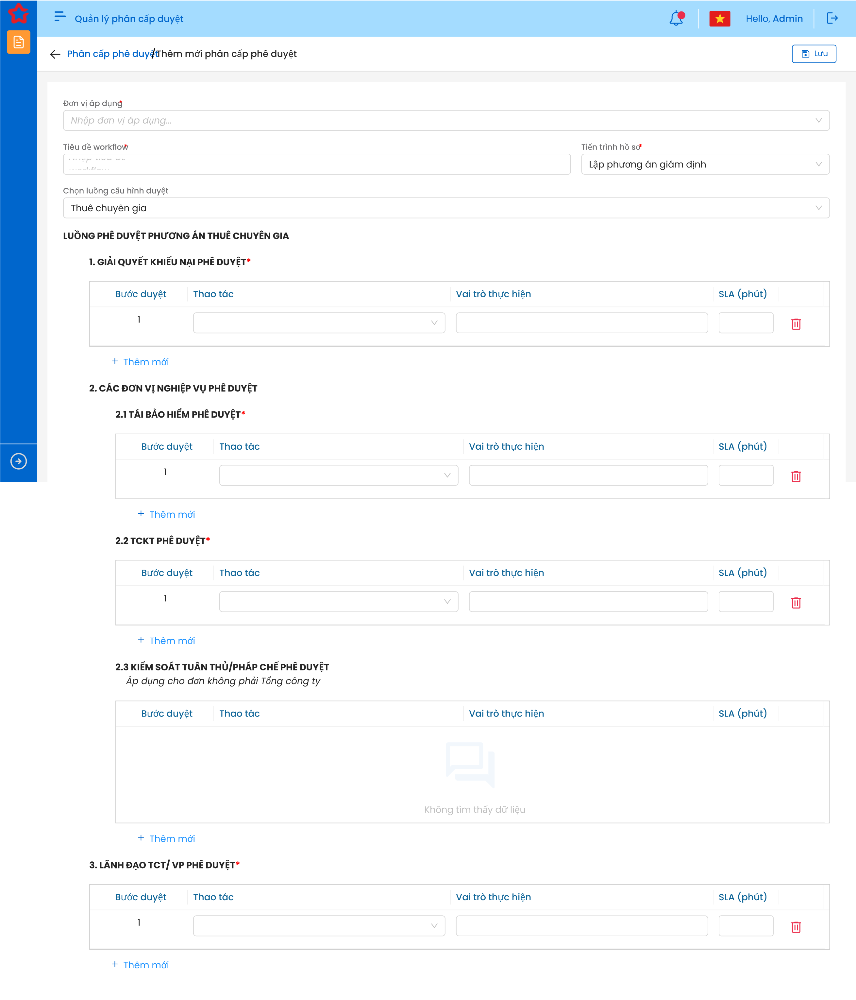 Quản lý phân cấp duyệt
Hello, Admin
Phân cấp phê duyệt/Thêm mới phân cấp phê duyệt
Lưu
Đơn vị áp dụng*
Nhập đơn vị áp dụng...
Tiêu đề workflow*
Tiến trình hồ sơ*
Nhập tiêu đề
workflow
Lập phương án giám định
Chọn luồng cấu hình duyệt
Thuê chuyên gia
LUỒNG PHÊ DUYỆT PHƯƠNG ÁN THUÊ CHUYÊN GIA
1. GIẢI QUYẾT KHIẾU NẠI PHÊ DUYỆT*
Bước duyệt Thao tác Vai trò thực hiện SLA (phút)
1
+ Thêm mới
2. CÁC ĐƠN VỊ NGHIỆP VỤ PHÊ DUYỆT
2.1 TÁI BẢO HIỂM PHÊ DUYỆT*
Bước duyệt Thao tác Vai trò thực hiện SLA (phút)
1
+ Thêm mới
2.2 TCKT PHÊ DUYỆT*
Bước duyệt Thao tác Vai trò thực hiện SLA (phút)
1
+ Thêm mới
2.3 KIỂM SOÁT TUÂN THỦ/PHÁP CHẾ PHÊ DUYỆT
Áp dụng cho đơn không phải Tổng công ty
Bước duyệt Thao tác Vai trò thực hiện SLA (phút)
Không tìm thấy dữ liệu
+ Thêm mới
3. LÃNH ĐẠO TCT/ VP PHÊ DUYỆT*
Bước duyệt Thao tác Vai trò thực hiện SLA (phút)
1
+ Thêm mới